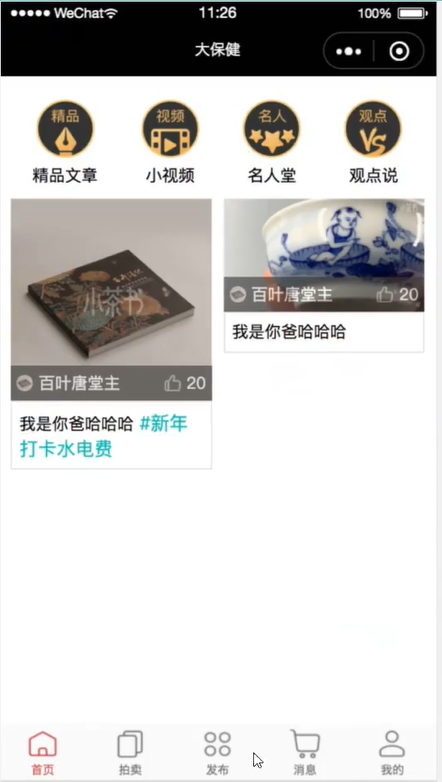 ●●●●● WeChat 11:26 100%
大保健
精品 视频 名人 观点 VS
精品文章 小视频 名人堂 观点说
小茶书
百叶唐堂主 20
我是你爸哈哈哈 #新年
打卡水电费
百叶唐堂主 20
我是你爸哈哈哈
首页 拍卖 发布 消息 我的